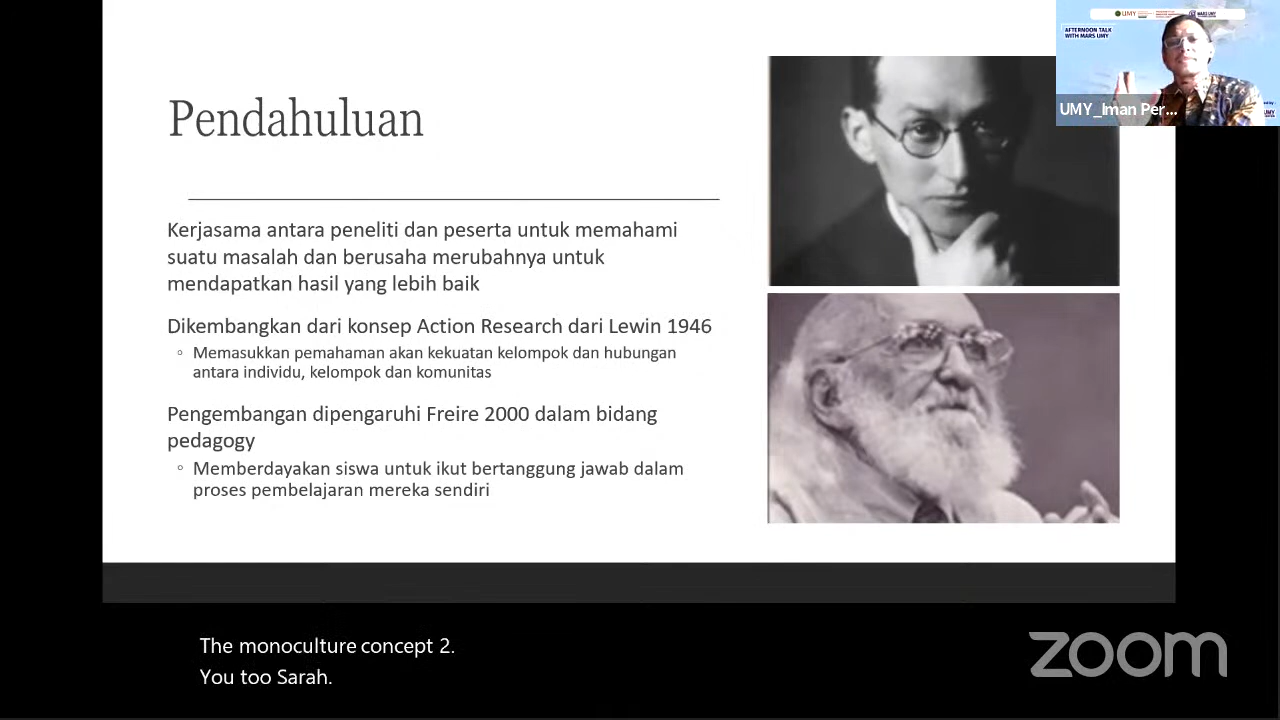 Pendahuluan
Kerjasama antara peneliti dan peserta untuk memahami
suatu masalah dan berusaha merubahnya untuk
mendapatkan hasil yang lebih baik
Dikembangkan dari konsep Action Research dari Lewin 1946
◦ Memasukkan pemahaman akan kekuatan kelompok dan hubungan
antara individu, kelompok dan komunitas
Pengembangan dipengaruhi Freire 2000 dalam bidang
pedagogy
◦ Memberdayakan siswa untuk ikut bertanggung jawab dalam
proses pembelajaran mereka sendiri
UMY
MARS UMY
AFTERNOON TALK
WITH MARS UMY
UMY_Iman Per...
The monoculture concept 2.
You too Sarah.
zoom